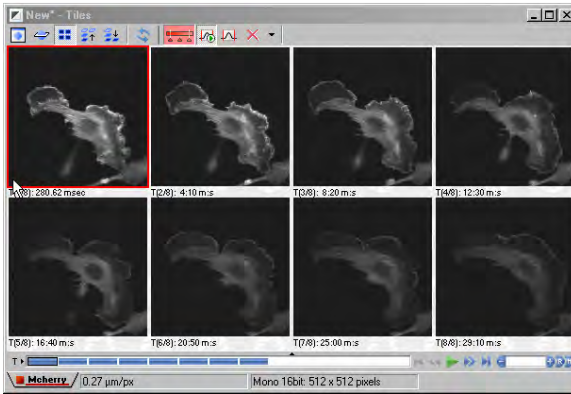 New* - Tiles
280.62 msec
T(2/8): 4:10 m:s
T(3/8): 8:20 m:s
T(4/8): 12:30 m:s
T(5/8): 16:40 m:s
T(6/8): 20:50 m:s
T(7/8): 25:00 m:s
T(8/8): 29:10 m:s
T
Mcherry
0.27 µm/px
Mono 16bit: 512 x 512 pixels